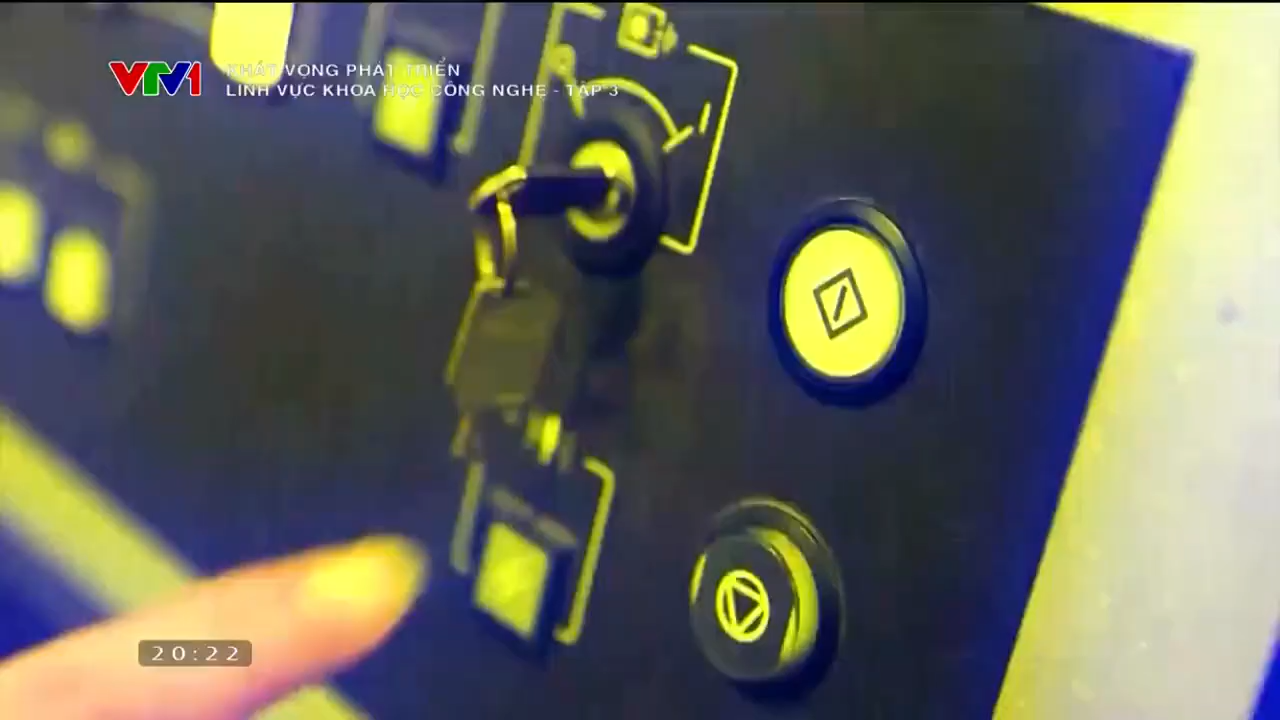 VTV1
KHÁT VỌNG PHÁT TRIỂN
LĨNH VỰC KHOA HỌC CÔNG NGHỆ - TẬP 3
20:22